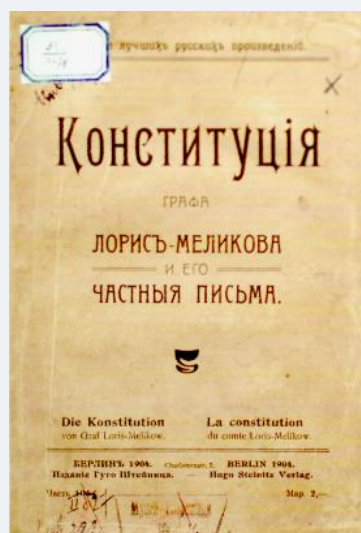 лучшихъ русскихъ произведеній.
Конституція
ГРАФА
ЛОРИСЪ-МЕЛИКОВА
И ЕГО
ЧАСТНЫЯ ПИСЬМА.
Die Konstitution La constitution
von Graf Loris-Melikow. du comte Loris-Melikow.
БЕРЛИНЪ 1904. BERLIN 1904.
Изданіе Гуго Штейница. — Hugo Steinitz Verlag.
Мар. 2,—